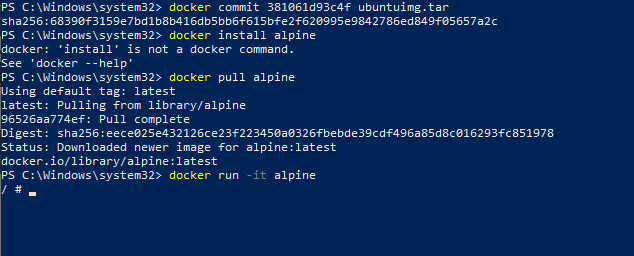 PS C:\Windows\system32> docker commit 381061d93c4f ubuntuimg.tar
sha256:68390f3159e7bd1b8b416db5bb6f615bfe2f620995e9842786ed849f05657a2c
PS C:\Windows\system32> docker install alpine
docker: 'install' is not a docker command.
See 'docker --help'
PS C:\Windows\system32> docker pull alpine
Using default tag: latest
latest: Pulling from library/alpine
96526aa774ef: Pull complete
Digest: sha256:eece025e432126ce23f223450a0326fbebde39cdf496a85d8c016293fc851978
Status: Downloaded newer image for alpine:latest
docker.io/library/alpine:latest
PS C:\Windows\system32> docker run -it alpine
/ #